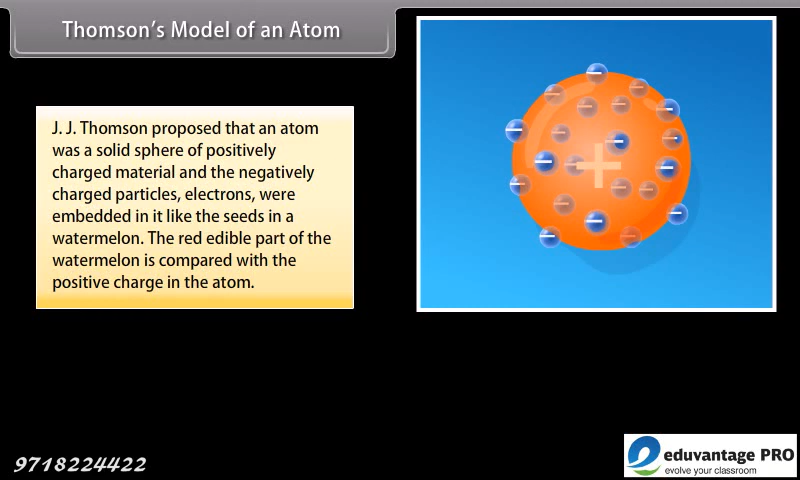 Thomson's Model of an Atom
J. J. Thomson proposed that an atom
was a solid sphere of positively
charged material and the negatively
charged particles, electrons, were
embedded in it like the seeds in a
watermelon. The red edible part of the
watermelon is compared with the
positive charge in the atom.
+
9718224422
eduvantage PRO
evolve your classroom